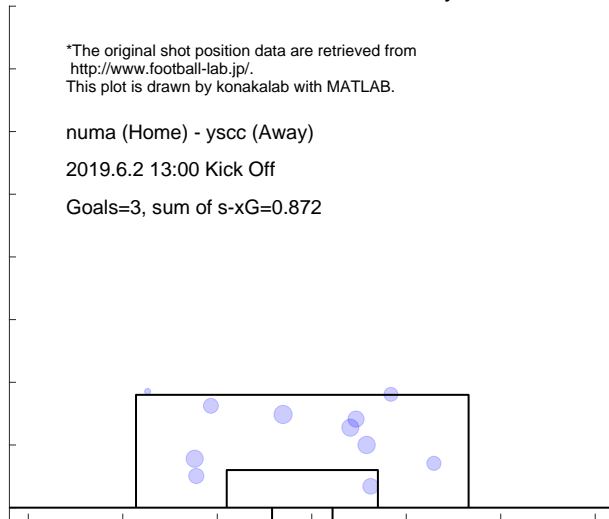 *The original shot position data are retrieved from
http://www.football-lab.jp/.
This plot is drawn by konakalab with MATLAB.
numa (Home) - yscc (Away)
2019.6.2 13:00 Kick Off
Goals=3, sum of s-xG=0.872